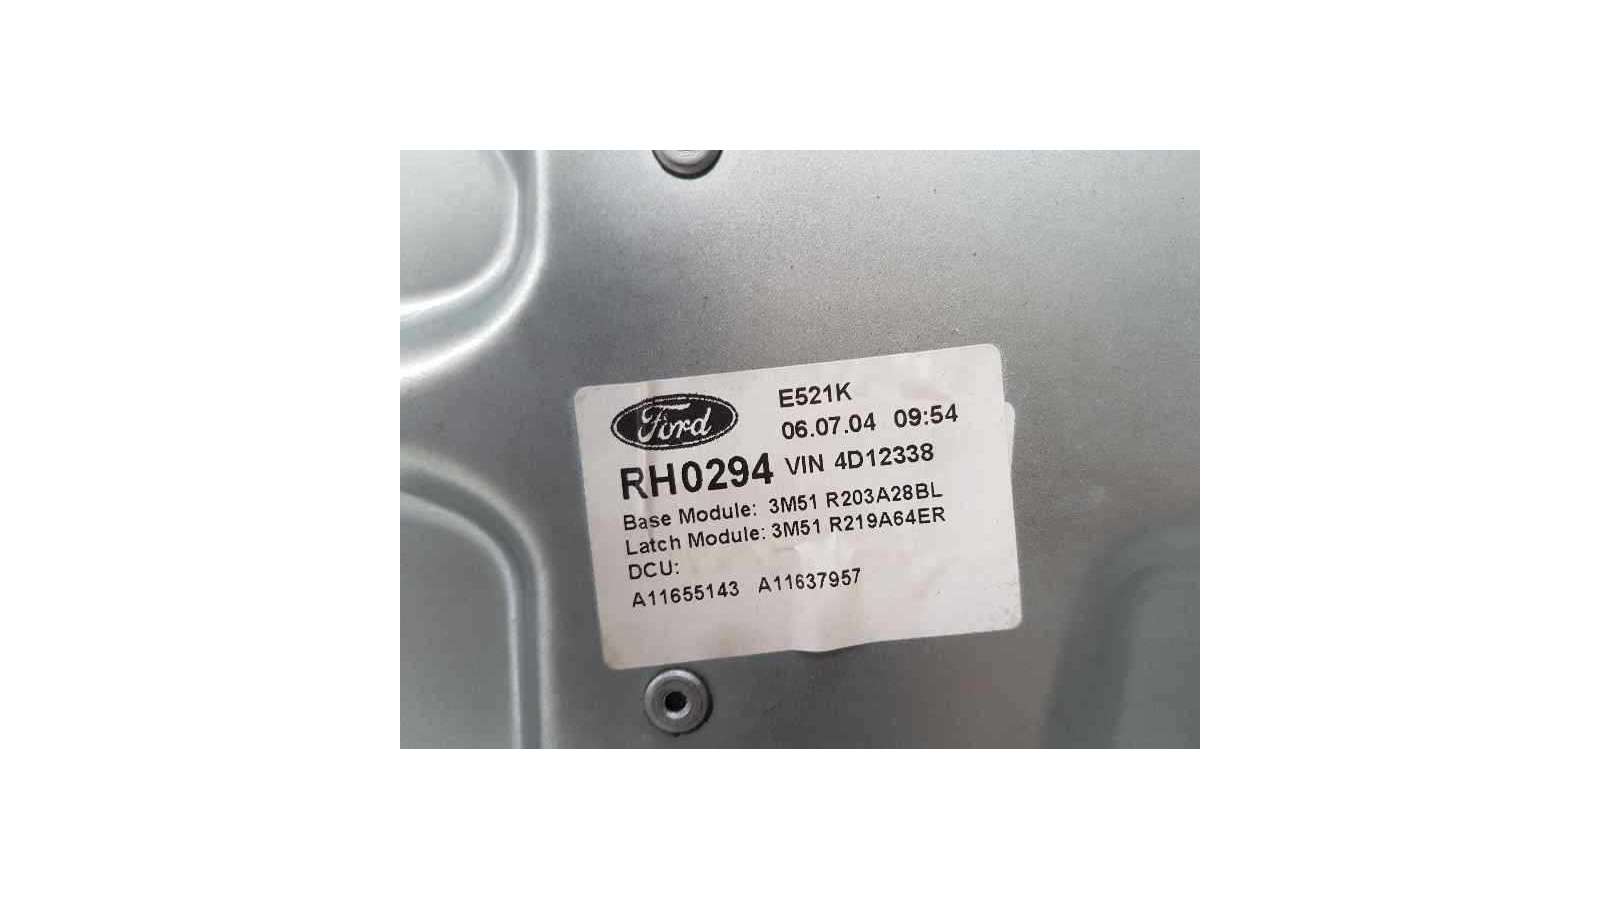 Ford
E521K
06.07.04 09:54
RH0294 VIN 4D12338
Base Module: 3M51 R203A28BL
Latch Module: 3M51 R219A64ER
DCU:
A11655143 A11637957